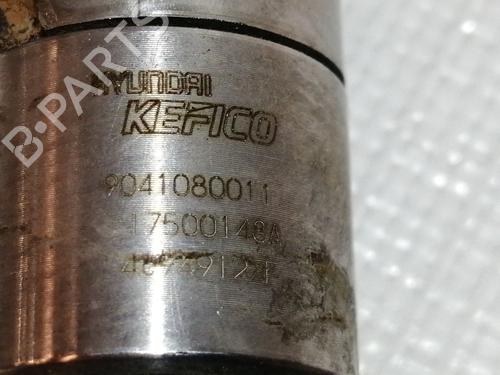 HYUNDAI
KEFICO
9041080011
17500148A
B-PARTS